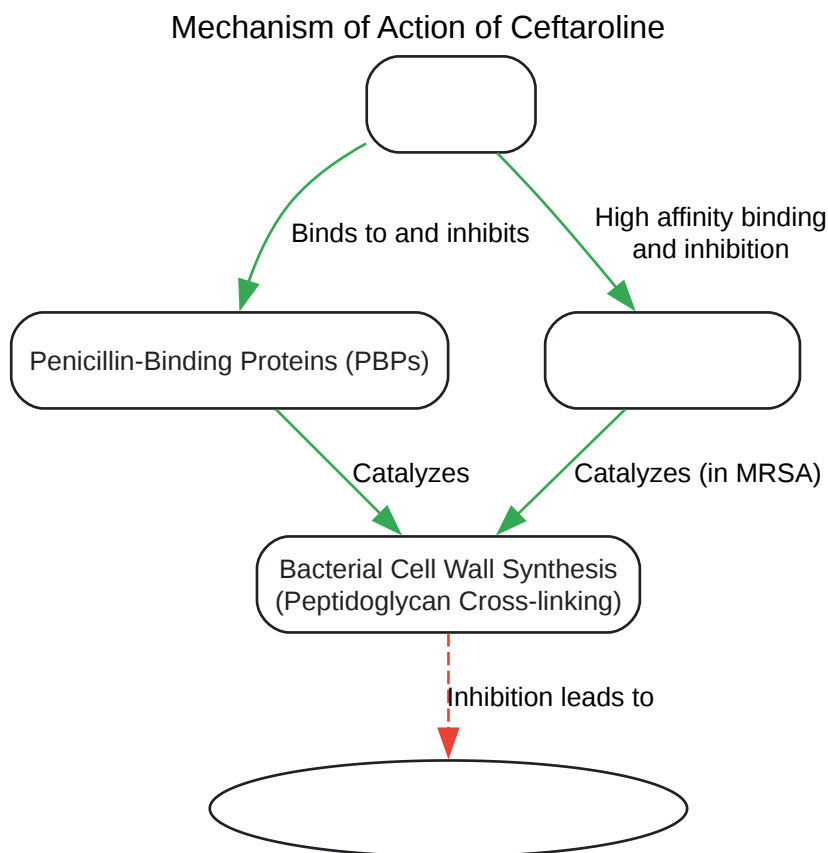 Mechanism of Action of Ceftaroline
Binds to and inhibits
High affinity binding
and inhibition
Penicillin-Binding Proteins (PBPs)
Catalyzes
Catalyzes (in MRSA)
Bacterial Cell Wall Synthesis
(Peptidoglycan Cross-linking)
Inhibition leads to